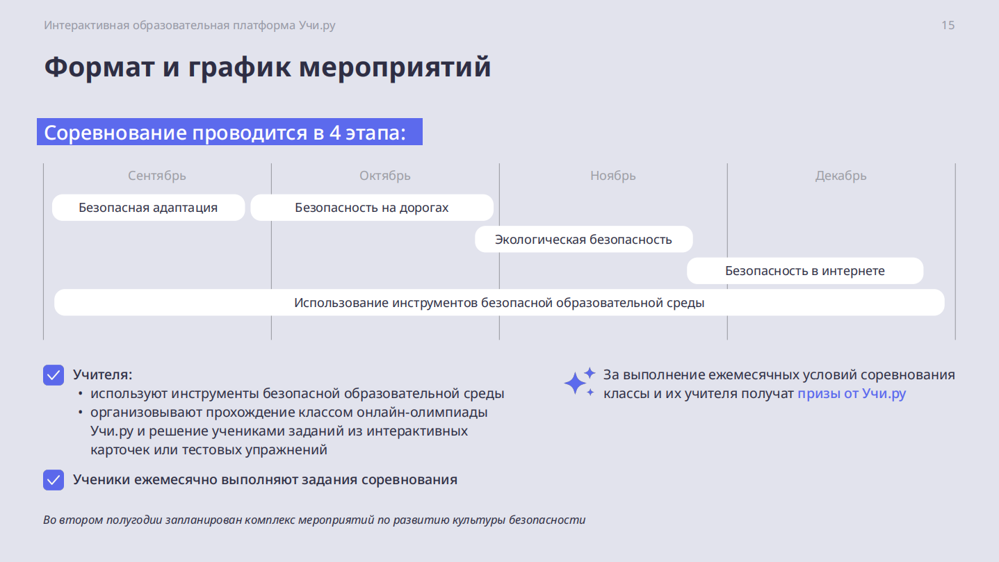 Интерактивная образовательная платформа Учи.ру
15
Формат и график мероприятий
Соревнование проводится в 4 этапа:
Сентябрь
Октябрь
Ноябрь
Декабрь
Безопасная адаптация
Безопасность на дорогах
Экологическая безопасность
Безопасность в интернете
Использование инструментов безопасной образовательной среды
Учителя:
• используют инструменты безопасной образовательной среды
• организовывают прохождение классом онлайн-олимпиады
Учи.ру и решение учениками заданий из интерактивных
карточек или тестовых упражнений
Ученики ежемесячно выполняют задания соревнования
За выполнение ежемесячных условий соревнования
классы и их учителя получат призы от Учи.ру
Во втором полугодии запланирован комплекс мероприятий по развитию культуры безопасности